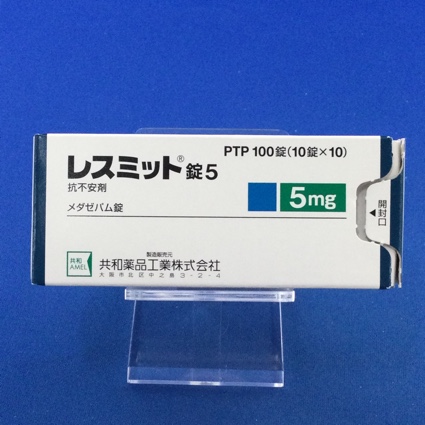 PTP 100錠(10錠×10)
レスミット®錠5
抗不安剤
5mg
メダゼパム錠
開封口
共和
AMEL
製造販売元
共和薬品工業株式会社
大阪市北区中之島3-2-4